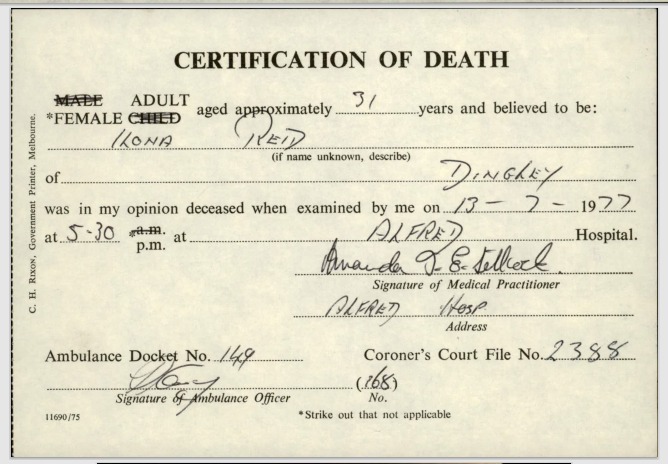 CERTIFICATION OF DEATH
MALE ADULT
*FEMALE CHILD aged approximately 31 years and believed to be:
ILONA REID
(if name unknown, describe)
of DINGLEY
was in my opinion deceased when examined by me on 13 - 7 - 1977
at 5-30 *a.m. p.m. at ALFRED Hospital.
Amanda
Signature of Medical Practitioner
ALFRED HOSP
Address
Ambulance Docket No. 149 Coroner's Court File No. 2388
(168)
Signature of Ambulance Officer No.
11690/75 *Strike out that not applicable
C. H. RIXON, Government Printer, Melbourne.